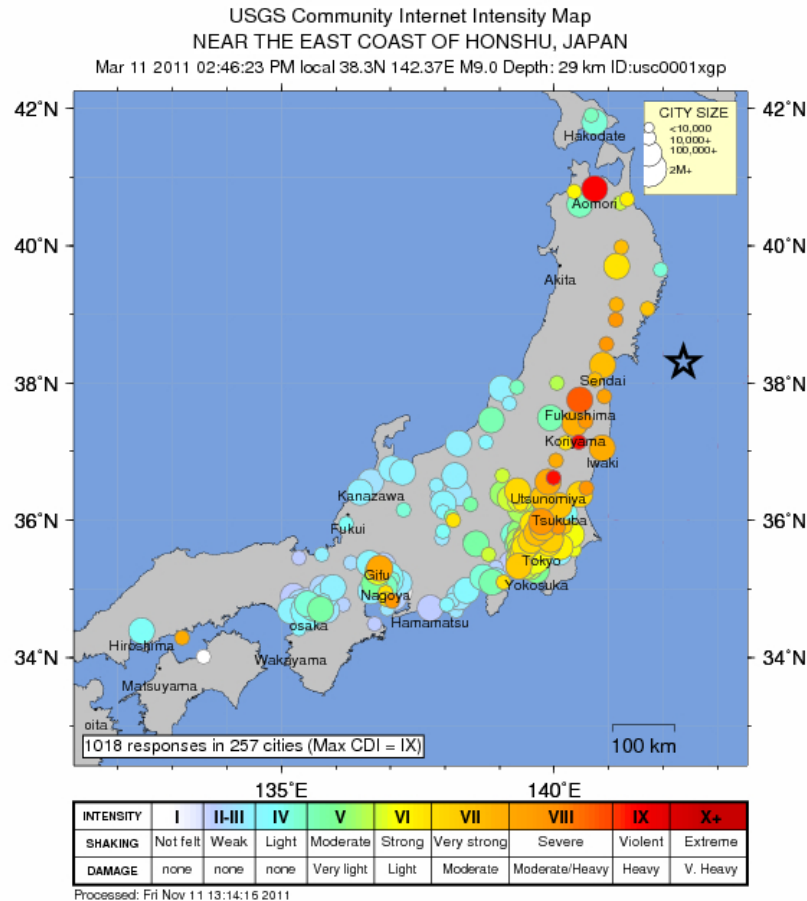 USGS Community Internet Intensity Map
NEAR THE EAST COAST OF HONSHU, JAPAN
Mar 11 2011 02:46:23 PM local 38.3N 142.37E M9.0 Depth: 29 km ID:usc0001xgp
42˚N
42˚N
CITY SIZE
<10,000
10,000+
100,000+
2M+
Hakodate
Aomori
40˚N
40˚N
Akita
Sendai
38˚N
38˚N
Fukushima
Koriyama
Iwaki
Kanazawa
Utsunomiya
36˚N
36˚N
Fukui
Tsukuba
Tokyo
Gifu
Yokosuka
Nagoya
Hamamatsu
osaka
Hiroshima
34˚N
34˚N
Wakayama
Matsuyama
oita
1018 responses in 257 cities (Max CDI = IX)
100 km
135˚E
140˚E
INTENSITY I II-III IV V VI VII VIII IX X+
SHAKING Not felt Weak Light Moderate Strong Very strong Severe Violent Extreme
DAMAGE none none none Very light Light Moderate Moderate/Heavy Heavy V. Heavy
Processed: Fri Nov 11 13:14:15 2011